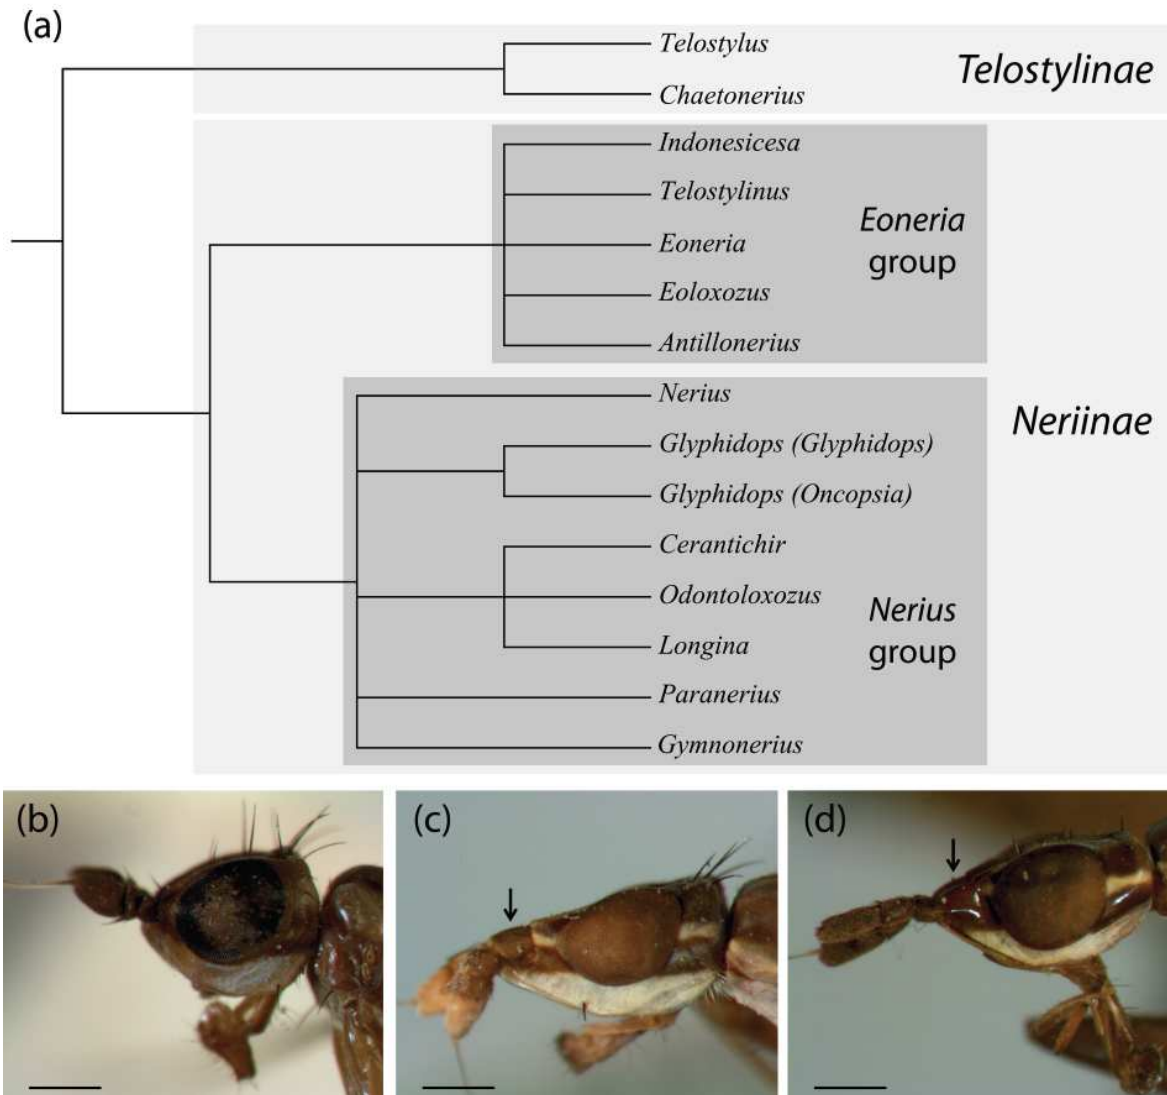 (a)
Telostylus
Chaetonerius
Telostylinae
Indonesicesa
Telostylinus
Eoneria
Eoloxozus
Antillonerius
Eoneria
group
Nerius
Glyphidops (Glyphidops)
Glyphidops (Oncopsia)
Cerantichir
Odontoloxozus
Longina
Paranerius
Gymnonerius
Nerius
group
Neriinae
(b)
(c)
(d)